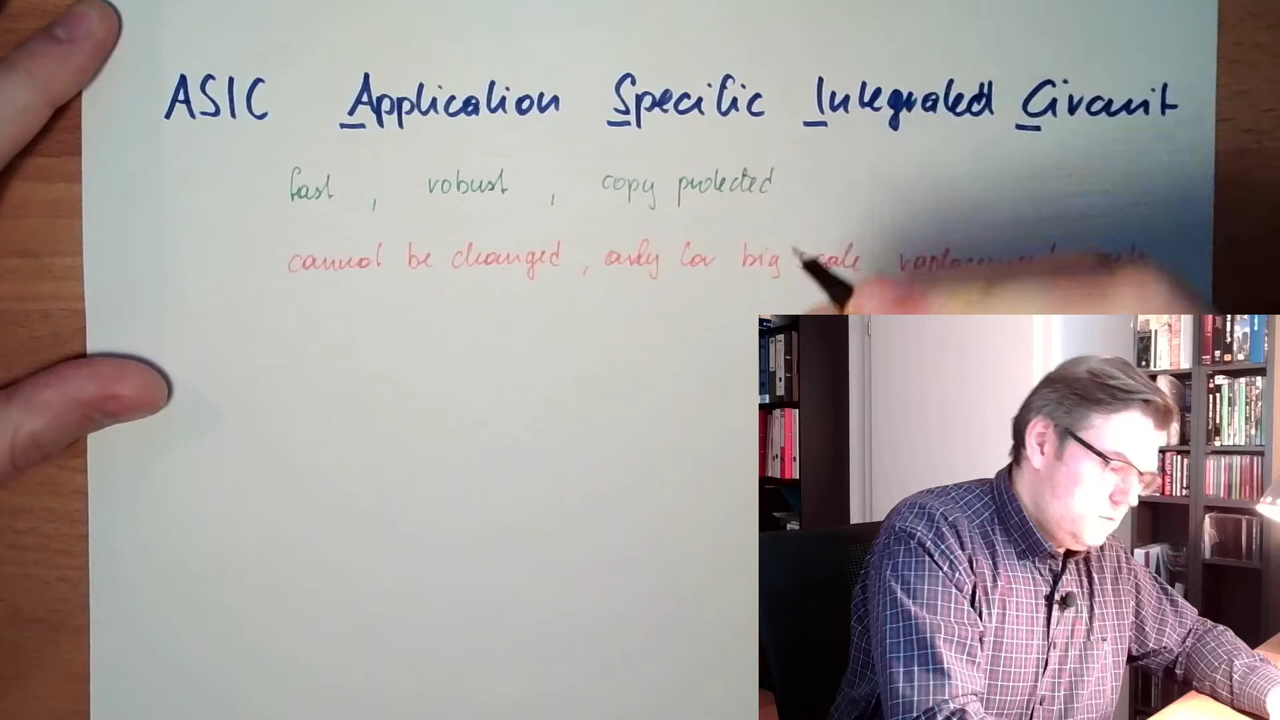 ASIC Application Specific Integrated Circuit
fast , robust , copy protected
cannot be changed , only for big scale